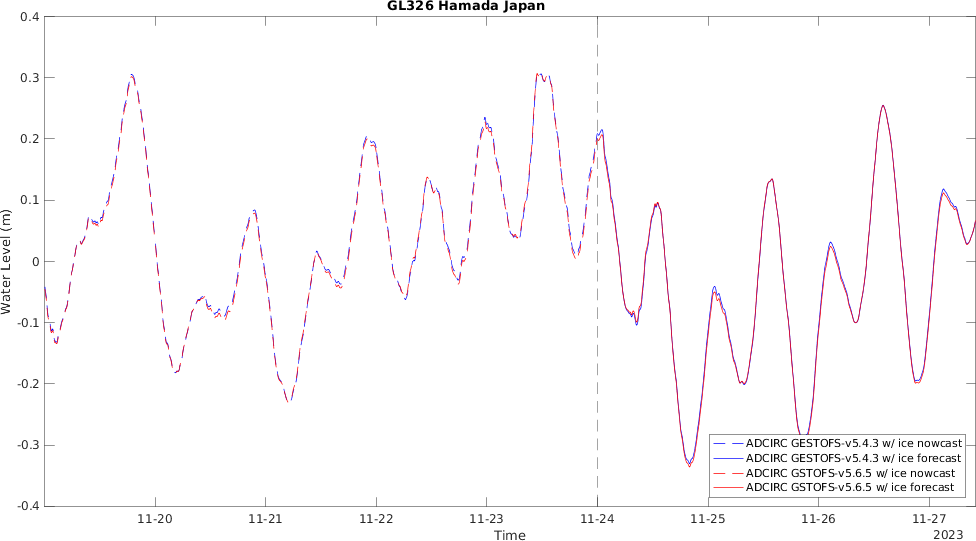 GL326 Hamada Japan
0.4
0.3
0.2
0.1
0
-0.1
-0.2
-0.3
-0.4
Water Level (m)
ADCIRC GESTOFS-v5.4.3 w/ ice nowcast
ADCIRC GESTOFS-v5.4.3 w/ ice forecast
ADCIRC GSTOFS-v5.6.5 w/ ice nowcast
ADCIRC GSTOFS-v5.6.5 w/ ice forecast
11-20 11-21 11-22 11-23 11-24 11-25 11-26 11-27
Time
2023